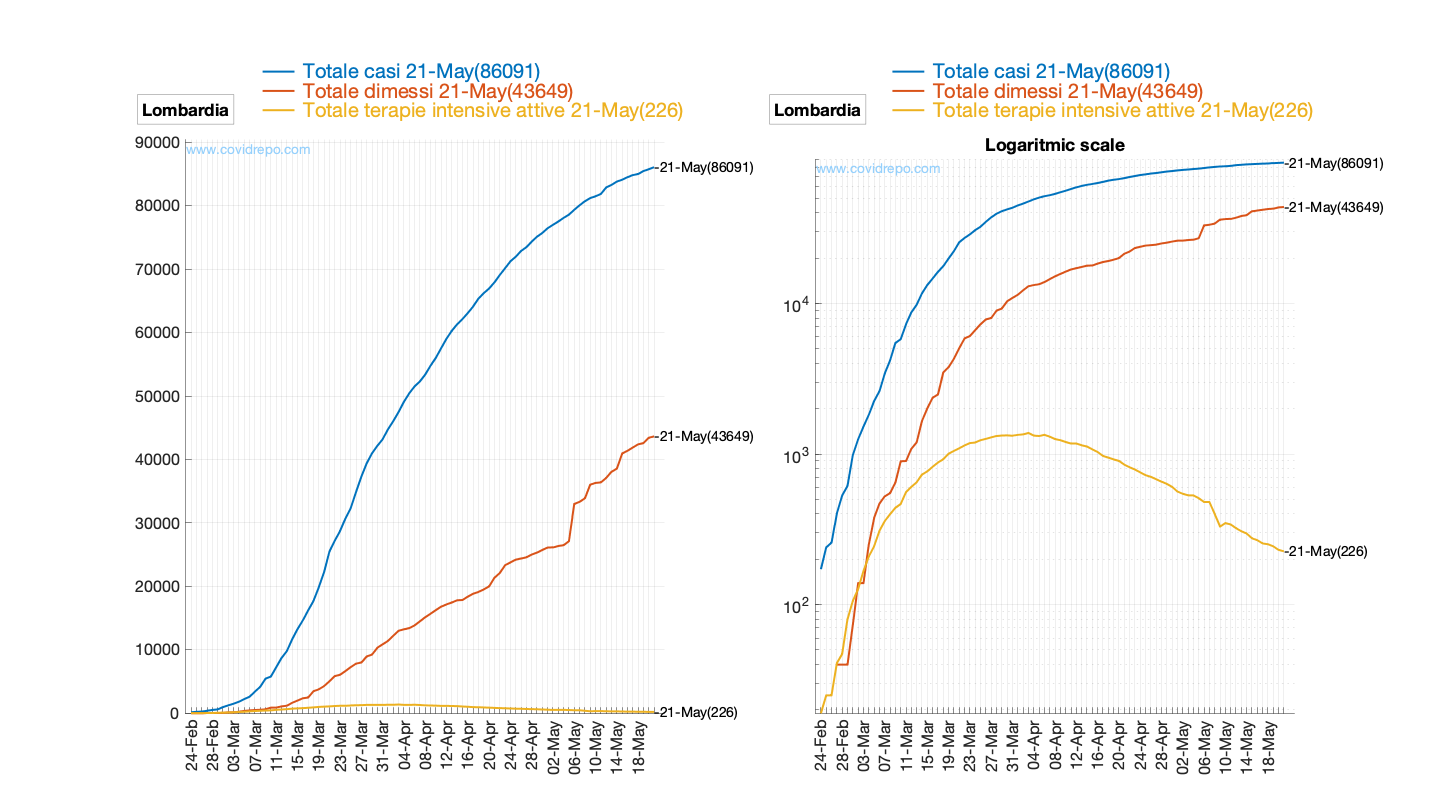 Totale casi 21-May(86091)
Totale dimessi 21-May(43649)
Totale terapie intensive attive 21-May(226)
Lombardia
www.covidrepo.com
90000
80000
70000
60000
50000
40000
30000
20000
10000
0
-21-May(86091)
-21-May(43649)
-21-May(226)
24-Feb
28-Feb
03-Mar
07-Mar
11-Mar
15-Mar
19-Mar
23-Mar
27-Mar
31-Mar
04-Apr
08-Apr
12-Apr
16-Apr
20-Apr
24-Apr
28-Apr
02-May
06-May
10-May
14-May
18-May
Totale casi 21-May(86091)
Totale dimessi 21-May(43649)
Totale terapie intensive attive 21-May(226)
Lombardia
Logaritmic scale
www.covidrepo.com
10^4
10^3
10^2
-21-May(86091)
-21-May(43649)
-21-May(226)
24-Feb
28-Feb
03-Mar
07-Mar
11-Mar
15-Mar
19-Mar
23-Mar
27-Mar
31-Mar
04-Apr
08-Apr
12-Apr
16-Apr
20-Apr
24-Apr
28-Apr
02-May
06-May
10-May
14-May
18-May